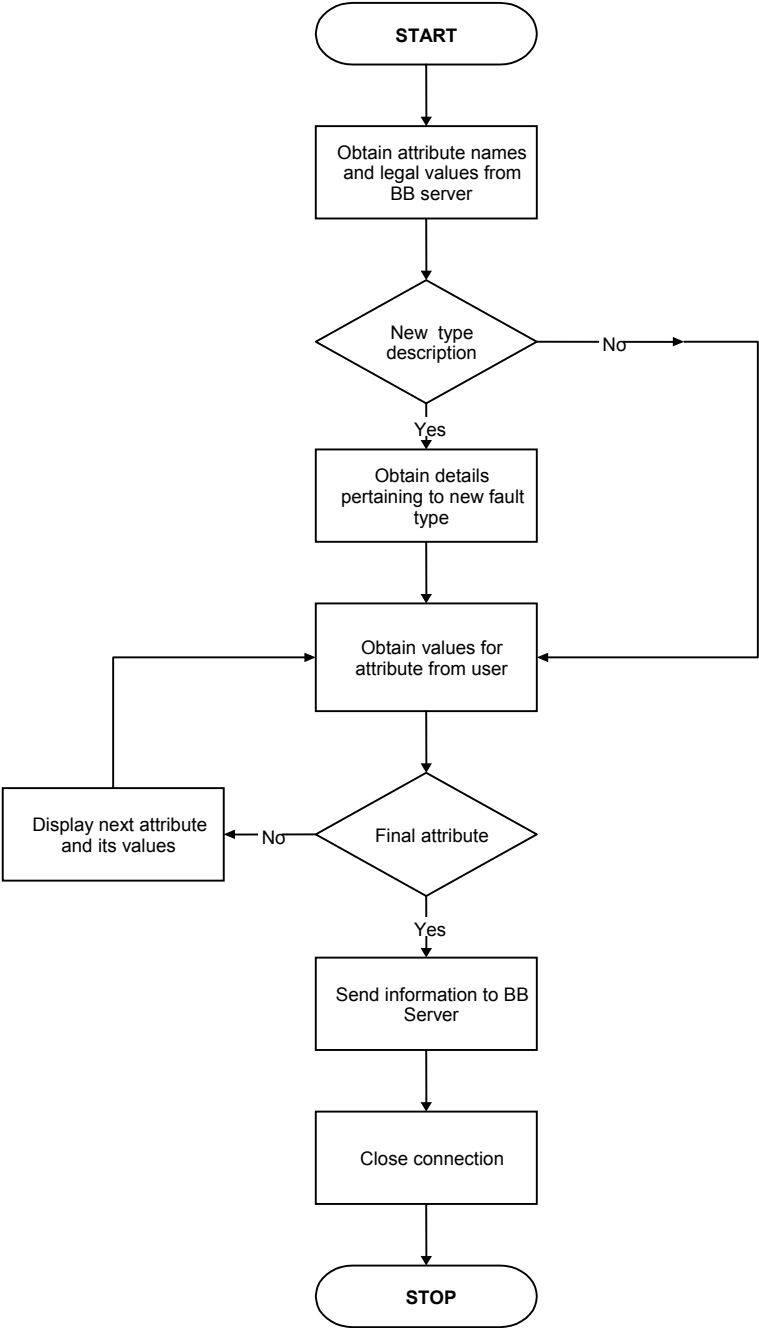 START
Obtain attribute names
and legal values from
BB server
New type
description
No
Yes
Obtain details
pertaining to new fault
type
Obtain values for
attribute from user
Display next attribute
and its values
No
Final attribute
Yes
Send information to BB
Server
Close connection
STOP